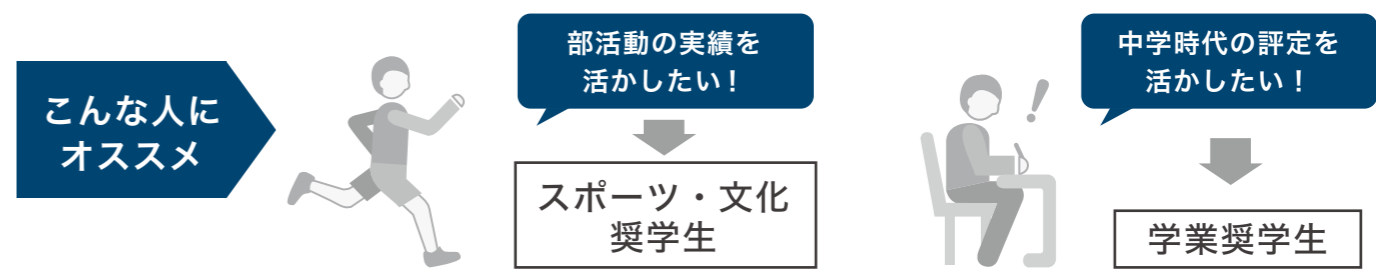 こんな人に
オススメ
部活動の実績を
活かしたい！
スポーツ・文化
奨学生
中学時代の評定を
活かしたい！
学業奨学生